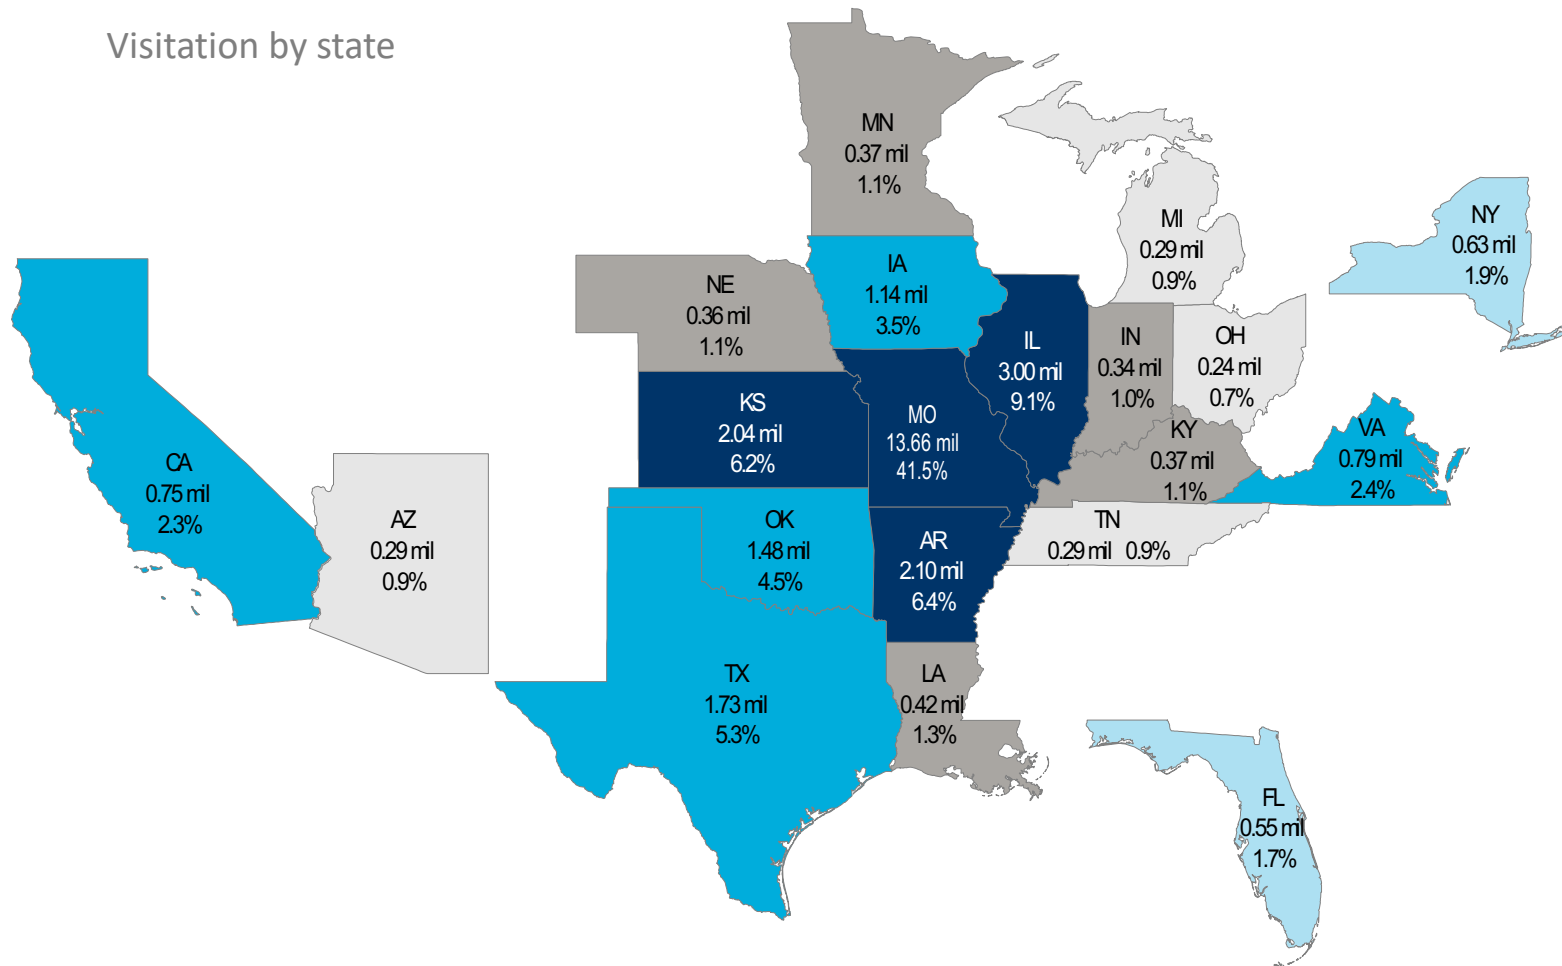 Visitation by state
MN
0.37 mil
1.1%
MI
0.29 mil
0.9%
NY
0.63 mil
1.9%
IA
1.14 mil
3.5%
NE
0.36 mil
1.1%
IL
3.00 mil
9.1%
IN
0.34 mil
1.0%
OH
0.24 mil
0.7%
KS
2.04 mil
6.2%
MO
13.66 mil
41.5%
KY
0.37 mil
1.1%
VA
0.79 mil
2.4%
CA
0.75 mil
2.3%
AZ
0.29 mil
0.9%
OK
1.48 mil
4.5%
AR
2.10 mil
6.4%
TN
0.29 mil 0.9%
TX
1.73 mil
5.3%
LA
0.42 mil
1.3%
FL
0.55 mil
1.7%